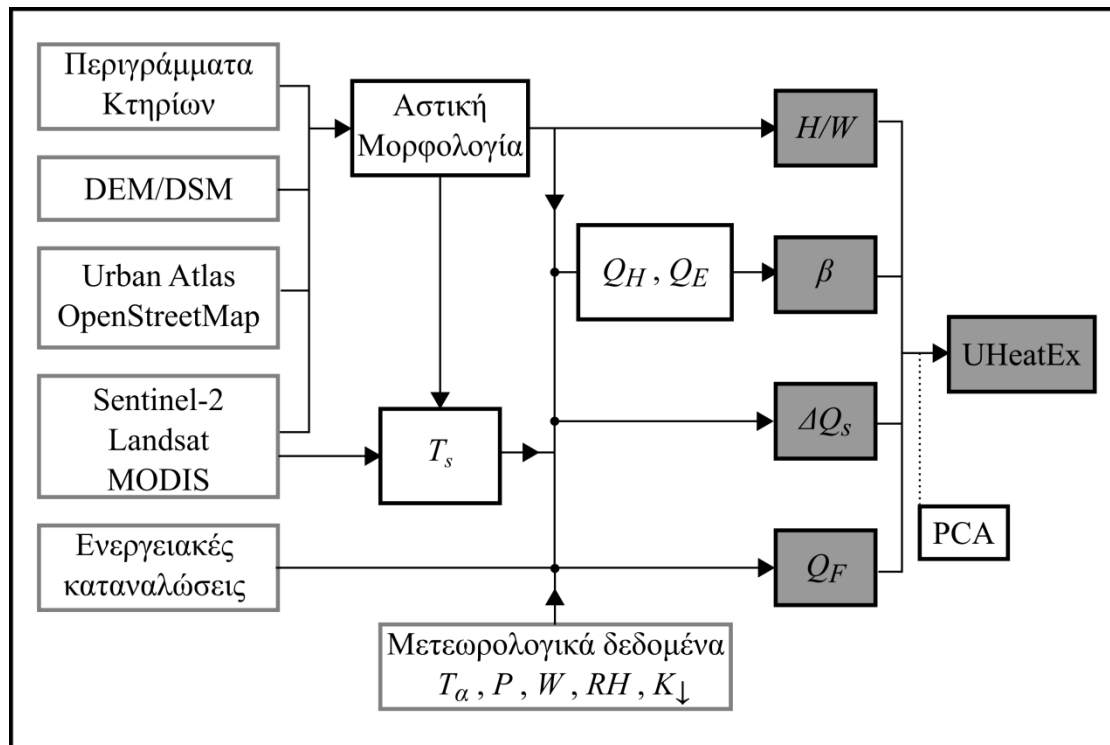 Περιγράμματα
Κτηρίων
DEM/DSM
Urban Atlas
OpenStreetMap
Sentinel-2
Landsat
MODIS
Ενεργειακές
καταναλώσεις
Αστική
Μορφολογία
T_s
Μετεωρολογικά δεδομένα
T_α , P , W , RH , K_↓
Q_H , Q_E
H/W
β
ΔQ_s
Q_F
UHeatEx
PCA